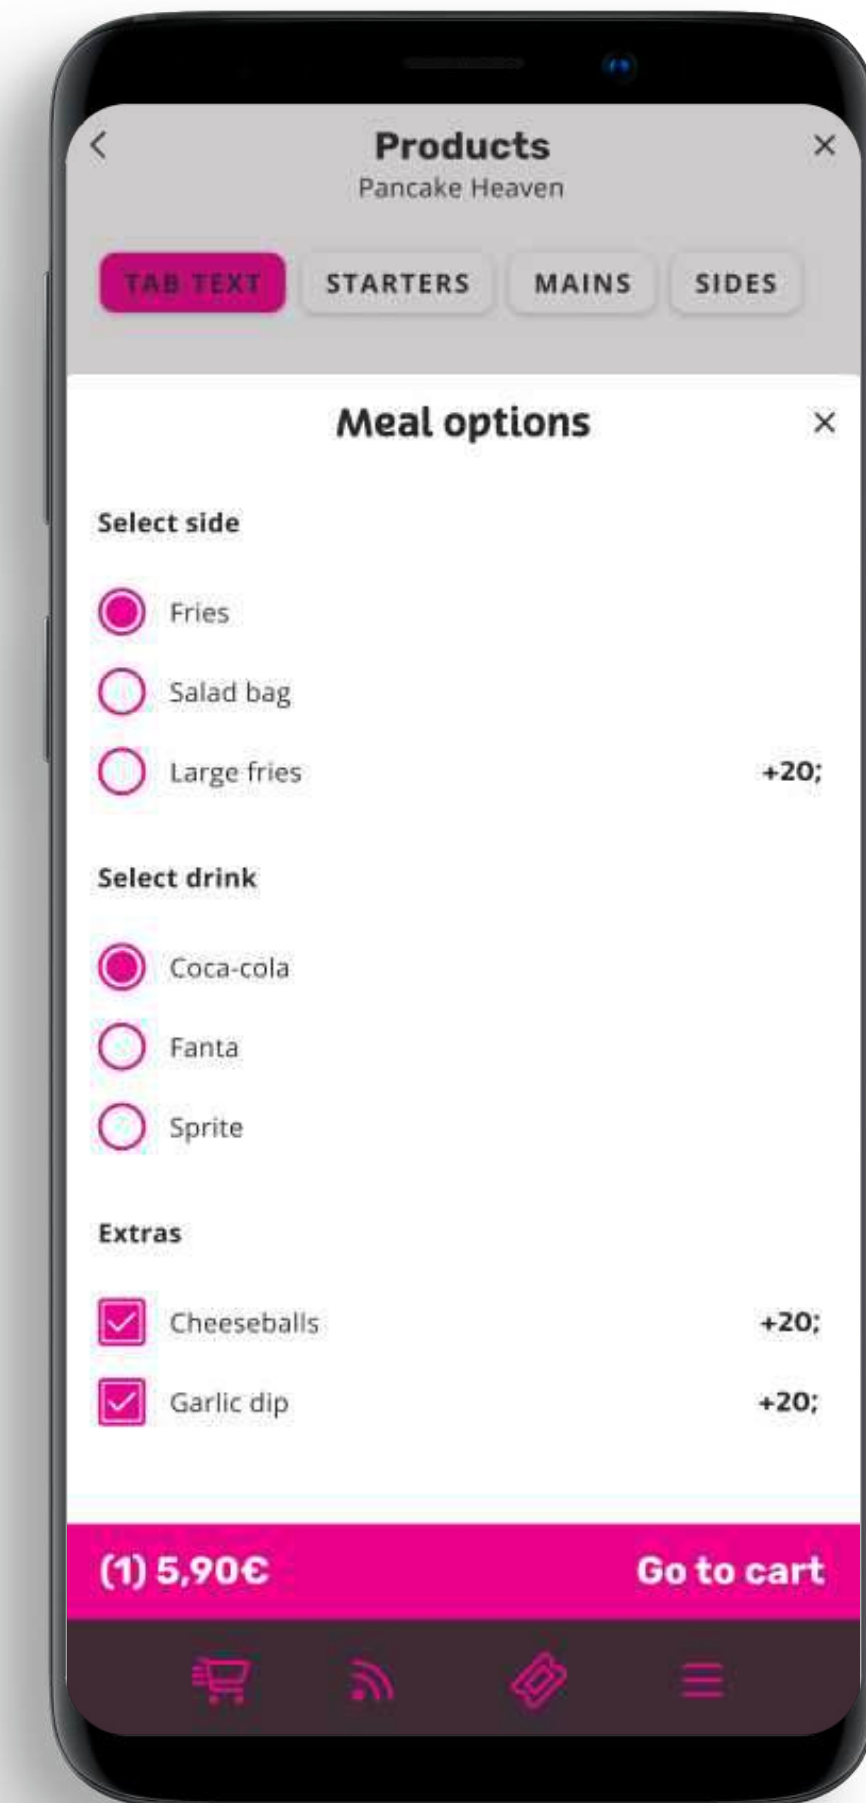 Products
Pancake Heaven
TAB TEXT STARTERS MAINS SIDES
Meal options
Select side
Fries
Salad bag
Large fries +20;
Select drink
Coca-cola
Fanta
Sprite
Extras
Cheeseballs +20;
Garlic dip +20;
(1) 5,90€ Go to cart